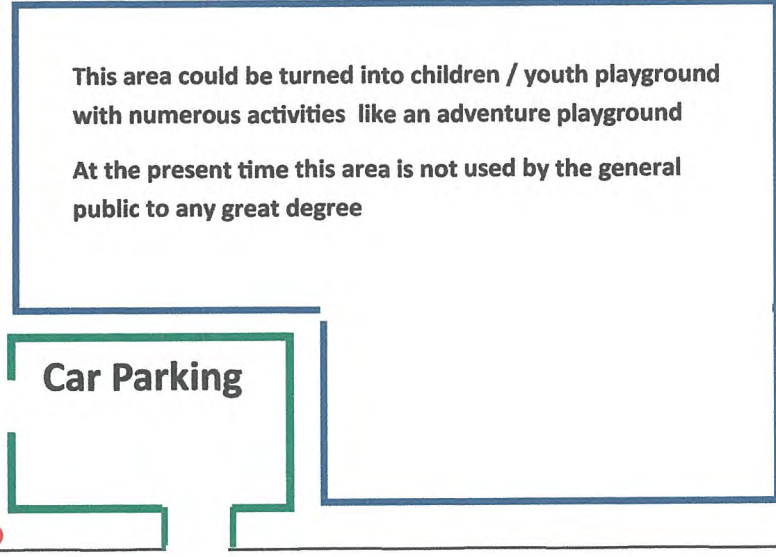 This area could be turned into children / youth playground
with numerous activities like an adventure playground
At the present time this area is not used by the general
public to any great degree
Car Parking